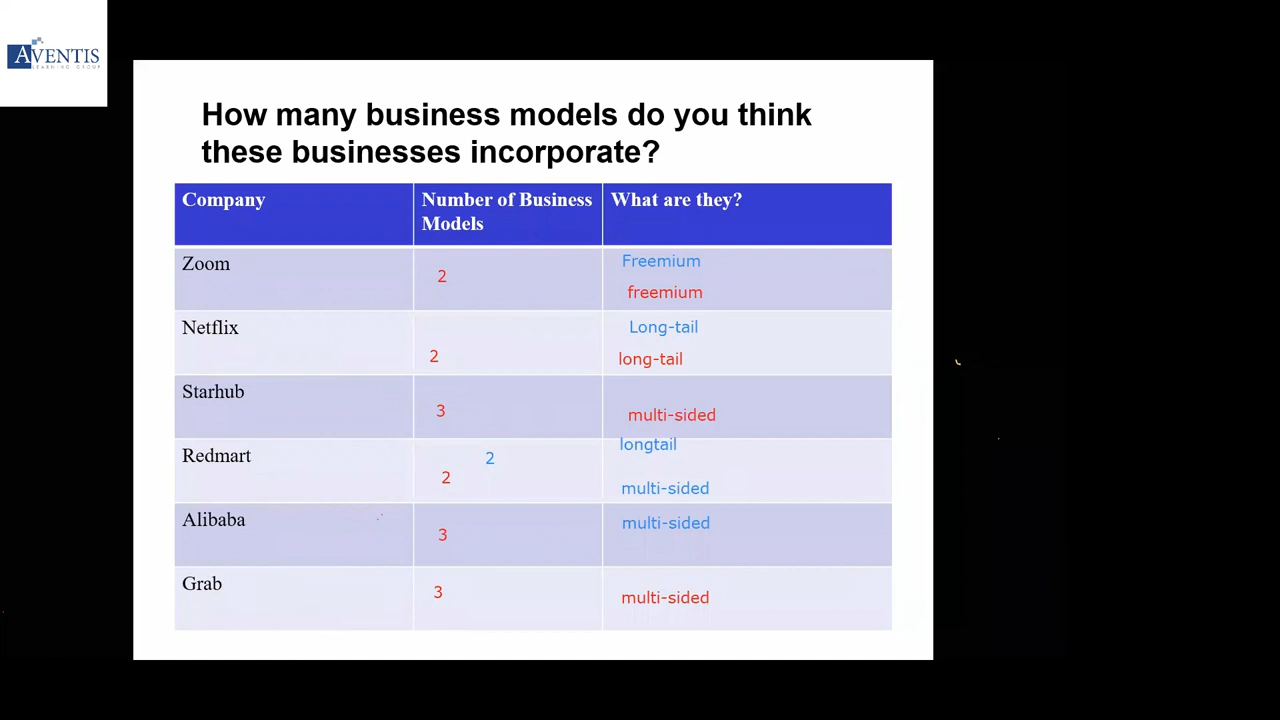 AVENTIS
LEARNING GROUP
How many business models do you think
these businesses incorporate?
Company
Number of Business
Models
What are they?
Zoom
2
Freemium
freemium
Netflix
2
Long-tail
long-tail
Starhub
3
multi-sided
Redmart
2
2
longtail
multi-sided
Alibaba
3
multi-sided
Grab
3
multi-sided